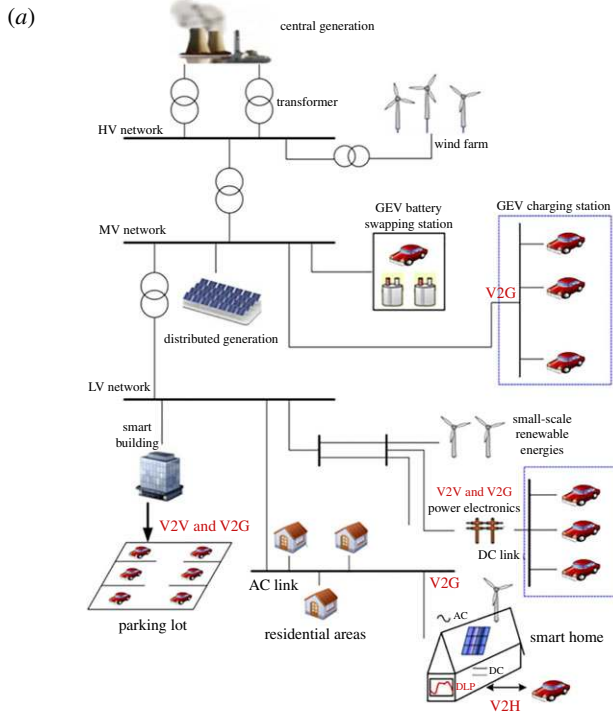 (a)
central generation
transformer
HV network
wind farm
GEV battery
swapping station
GEV charging station
MV network
V2G
distributed generation
LV network
smart
building
small-scale
renewable
energies
V2V and V2G
power electronics
V2V and V2G
DC link
AC link
V2G
parking lot
residential areas
AC
smart home
DC
DLP
V2H